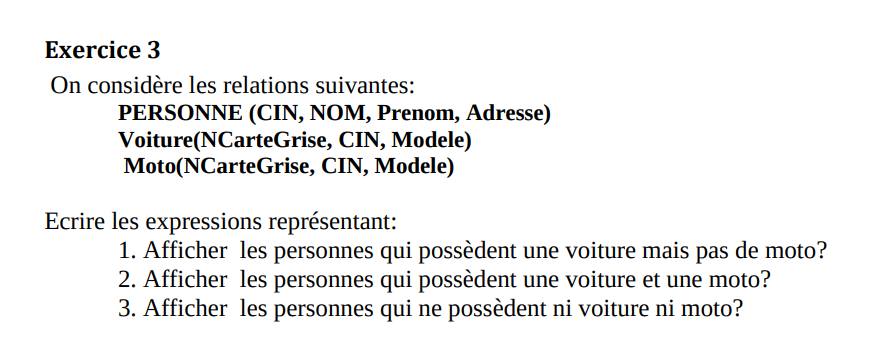 Exercice 3
On considère les relations suivantes:
PERSONNE (CIN, NOM, Prenom, Adresse)
Voiture(NCarteGrise, CIN, Modele)
Moto(NCarteGrise, CIN, Modele)
Ecrire les expressions représentant:
1. Afficher les personnes qui possèdent une voiture mais pas de moto?
2. Afficher les personnes qui possèdent une voiture et une moto?
3. Afficher les personnes qui ne possèdent ni voiture ni moto?